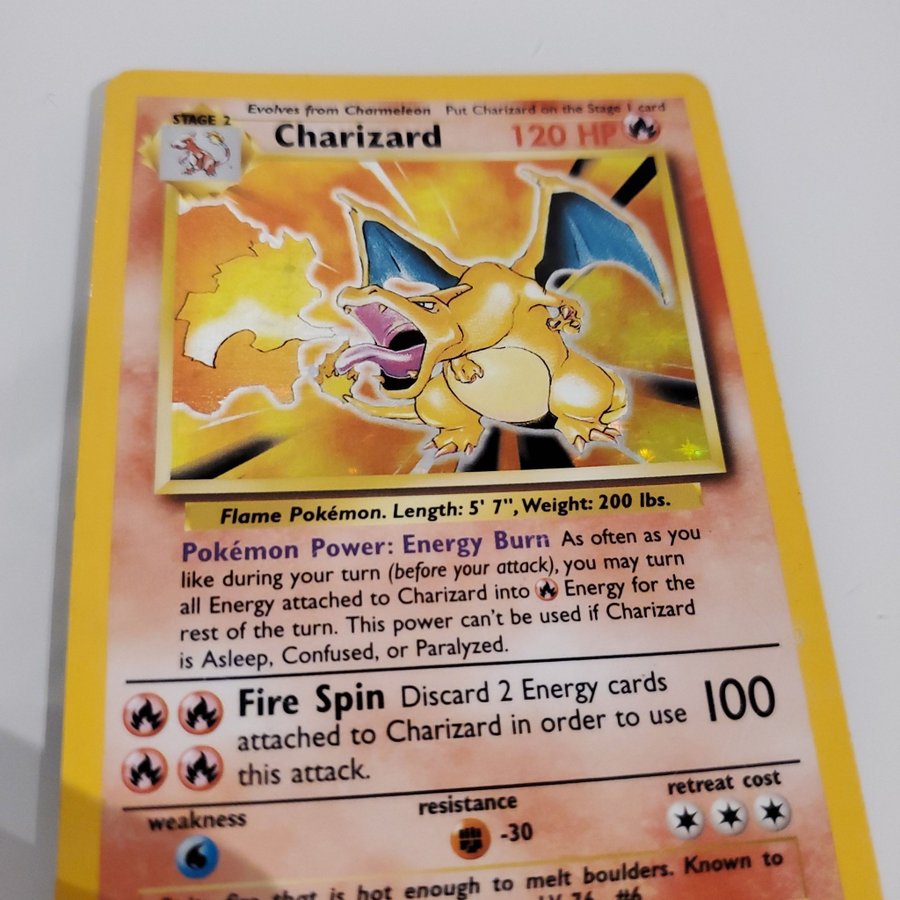 Evolves from Charmeleon Put Charizard on the Stage 1 card
STAGE 2
Charizard 120 HP
Flame Pokémon. Length: 5' 7", Weight: 200 lbs.
Pokémon Power: Energy Burn As often as you
like during your turn (before your attack), you may turn
all Energy attached to Charizard into Energy for the
rest of the turn. This power can't be used if Charizard
is Asleep, Confused, or Paralyzed.
Fire Spin Discard 2 Energy cards
attached to Charizard in order to use 100
this attack.
weakness resistance retreat cost
-30
that is hot enough to melt boulders. Known to
#6